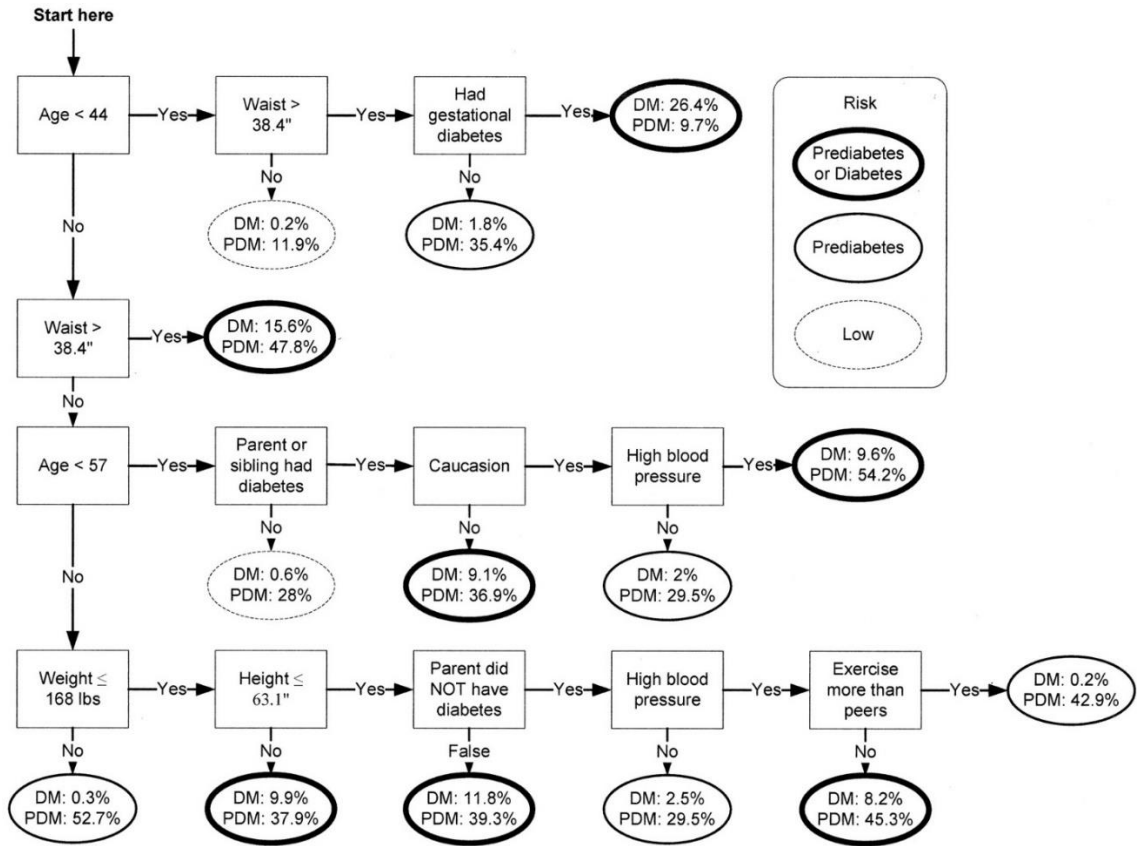 Start here
Age < 44
Yes
Waist >
38.4"
Yes
Had
gestational
diabetes
Yes
DM: 26.4%
PDM: 9.7%
No
No
No
DM: 0.2%
PDM: 11.9%
DM: 1.8%
PDM: 35.4%
Risk
Prediabetes
or Diabetes
Prediabetes
Low
Waist >
38.4"
Yes
DM: 15.6%
PDM: 47.8%
No
Age < 57
Yes
Parent or
sibling had
diabetes
Yes
Caucasion
Yes
High blood
pressure
Yes
DM: 9.6%
PDM: 54.2%
No
No
No
No
DM: 0.6%
PDM: 28%
DM: 9.1%
PDM: 36.9%
DM: 2%
PDM: 29.5%
Weight ≤
168 lbs
Yes
Height ≤
63.1"
Yes
Parent did
NOT have
diabetes
Yes
High blood
pressure
Yes
Exercise
more than
peers
Yes
DM: 0.2%
PDM: 42.9%
No
No
False
No
No
DM: 0.3%
PDM: 52.7%
DM: 9.9%
PDM: 37.9%
DM: 11.8%
PDM: 39.3%
DM: 2.5%
PDM: 29.5%
DM: 8.2%
PDM: 45.3%